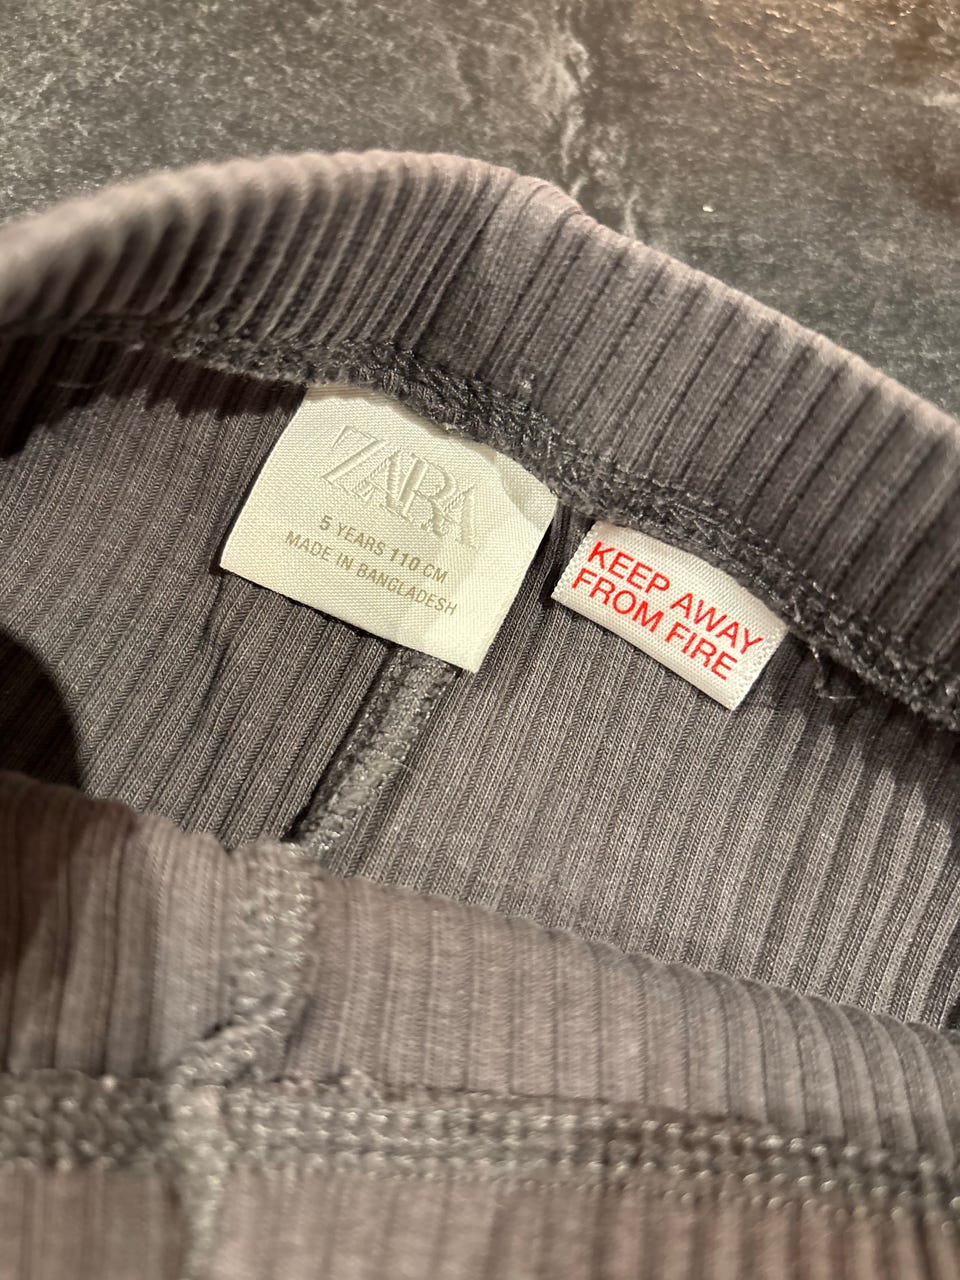 ZARA
5 YEARS 110 CM
MADE IN BANGLADESH
KEEP AWAY
FROM FIRE